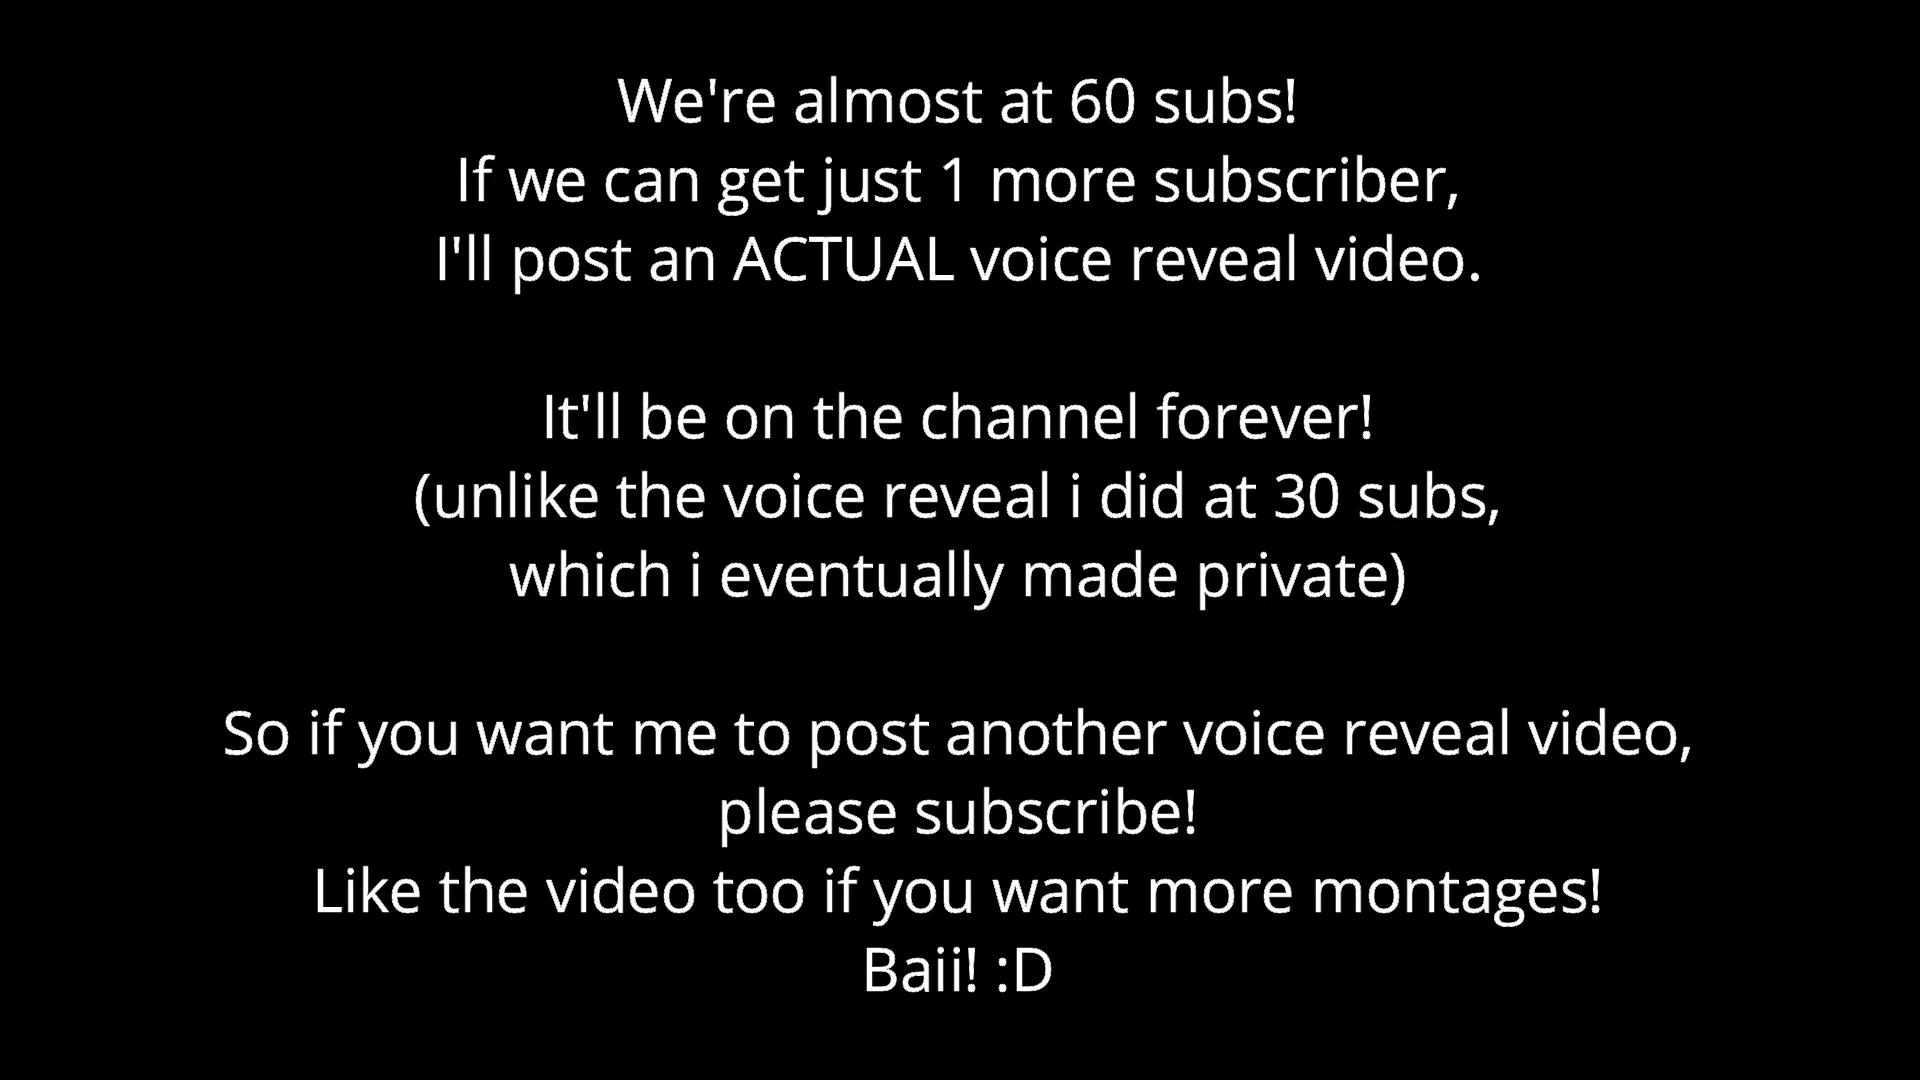 We're almost at 60 subs!
If we can get just 1 more subscriber,
I'll post an ACTUAL voice reveal video.
It'll be on the channel forever!
(unlike the voice reveal i did at 30 subs,
which i eventually made private)
So if you want me to post another voice reveal video,
please subscribe!
Like the video too if you want more montages!
Baii! :D